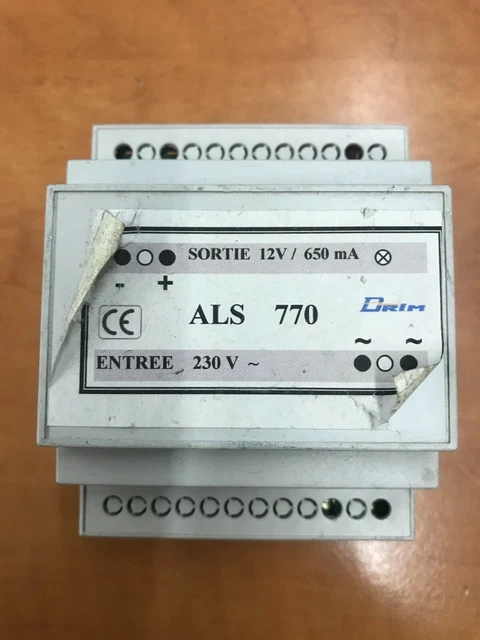 SORTIE 12V / 650 mA
- +
CE
ALS 770
DRIM
~ ~
ENTREE 230 V ~